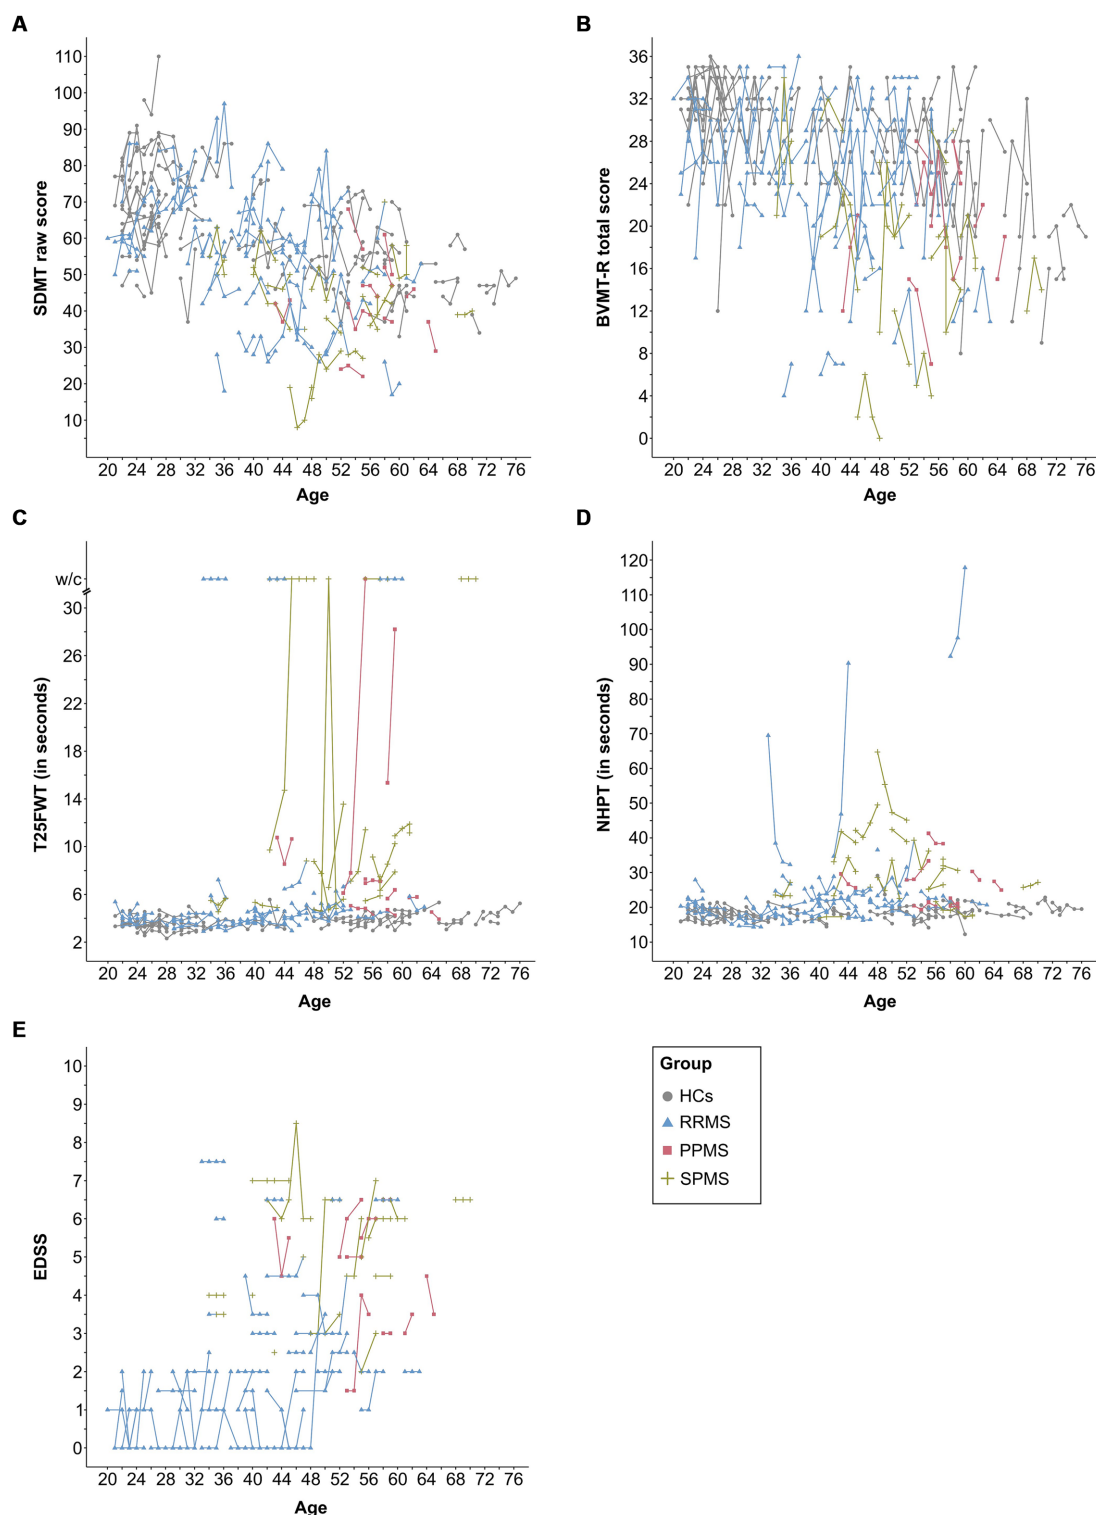 A
SDMT raw score
110
100
90
80
70
60
50
40
30
20
10
20 24 28 32 36 40 44 48 52 56 60 64 68 72 76
Age
B
BVMT-R total score
36
32
28
24
20
16
12
8
4
0
20 24 28 32 36 40 44 48 52 56 60 64 68 72 76
Age
C
T25FWT (in seconds)
w/c
30
26
22
18
14
10
6
2
20 24 28 32 36 40 44 48 52 56 60 64 68 72 76
Age
D
NHPT (in seconds)
120
110
100
90
80
70
60
50
40
30
20
10
20 24 28 32 36 40 44 48 52 56 60 64 68 72 76
Age
E
EDSS
10
9
8
7
6
5
4
3
2
1
0
20 24 28 32 36 40 44 48 52 56 60 64 68 72 76
Age
Group
HCs
RRMS
PPMS
SPMS